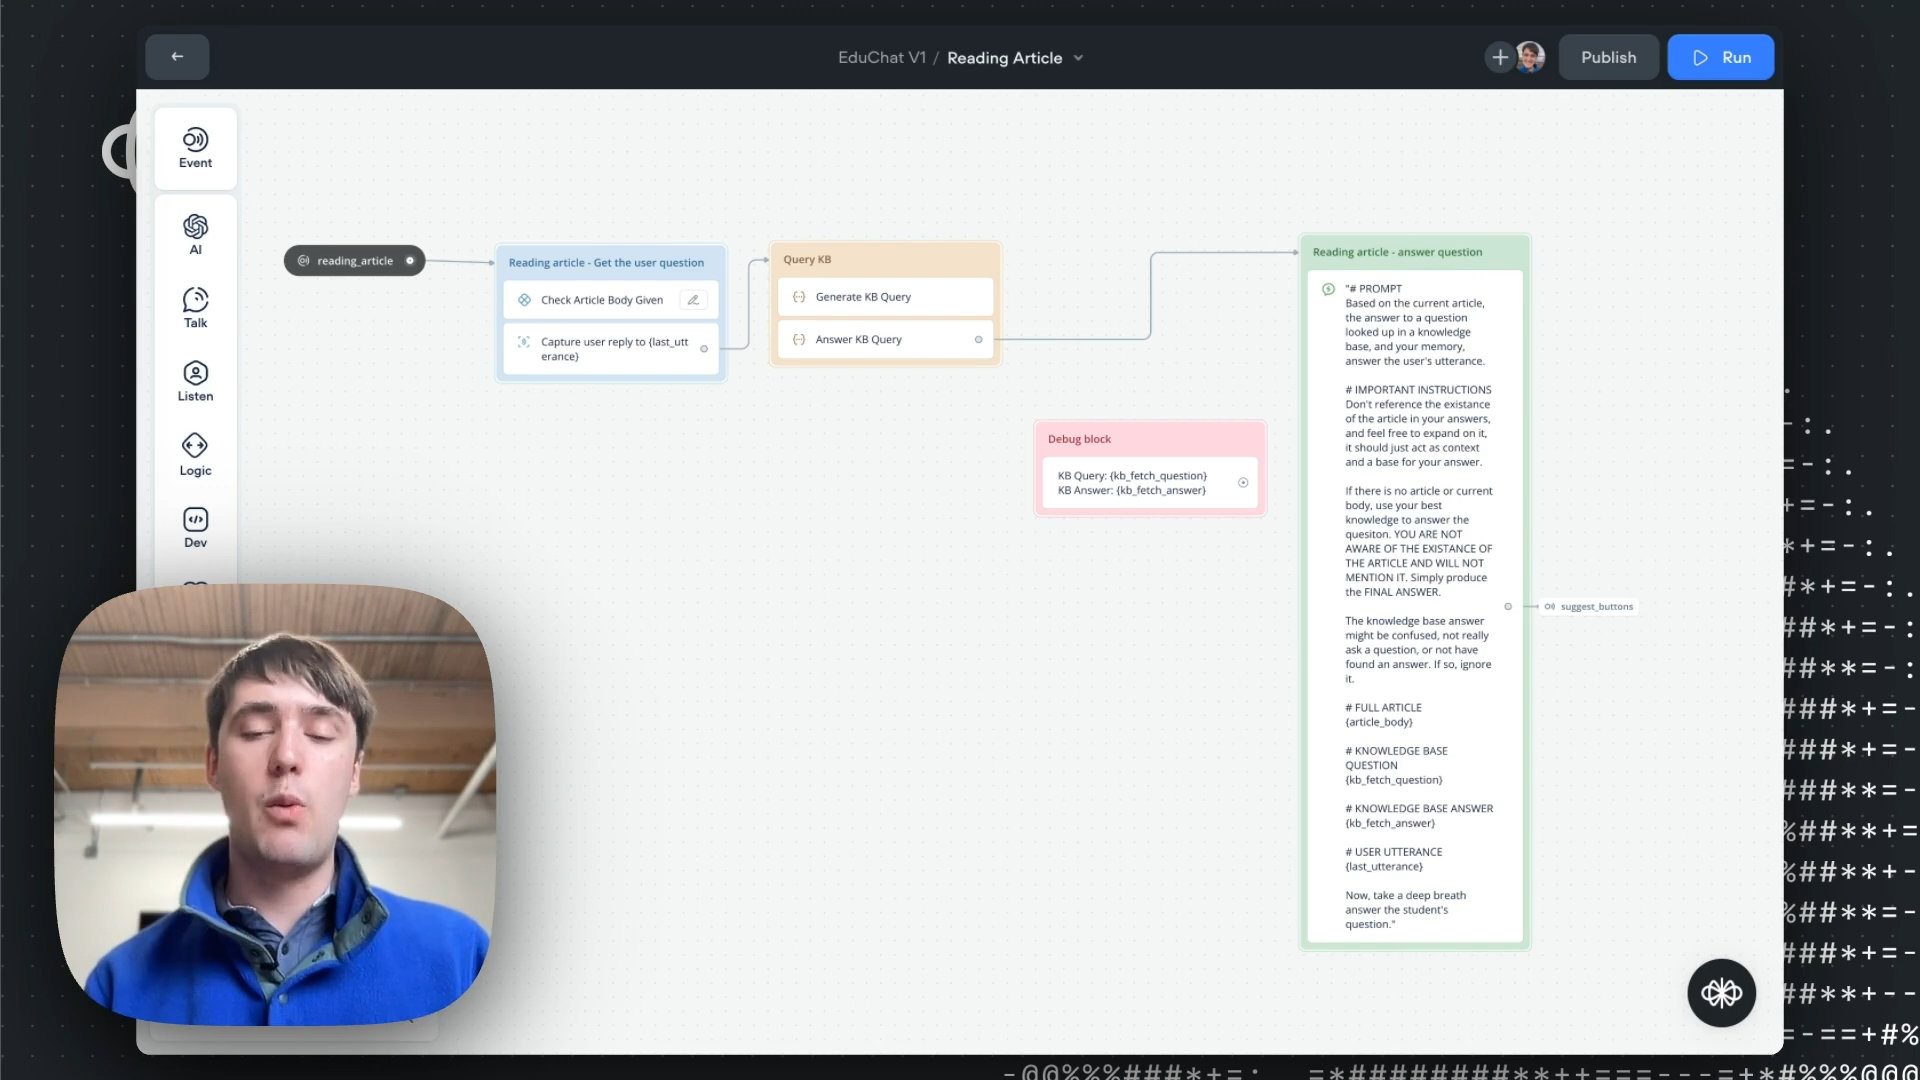 EduChat V1 / Reading Article
Publish
Run
Event
AI
Talk
Listen
Logic
Dev
reading_article
Reading article - Get the user question
Check Article Body Given
Capture user reply to {last_utt
erance}
Query KB
Generate KB Query
Answer KB Query
Debug block
KB Query: {kb_fetch_question}
KB Answer: {kb_fetch_answer}
Reading article - answer question
"# PROMPT
Based on the current article,
the answer to a question
looked up in a knowledge
base, and your memory,
answer the user's utterance.
# IMPORTANT INSTRUCTIONS
Don't reference the existance
of the article in your answers,
and feel free to expand on it,
it should just act as context
and a base for your answer.
If there is no article or current
body, use your best
knowledge to answer the
quesiton. YOU ARE NOT
AWARE OF THE EXISTANCE OF
THE ARTICLE AND WILL NOT
MENTION IT. Simply produce
the FINAL ANSWER.
The knowledge base answer
might be confused, not really
ask a question, or not have
found an answer. If so, ignore
it.
# FULL ARTICLE
{article_body}
# KNOWLEDGE BASE
QUESTION
{kb_fetch_question}
# KNOWLEDGE BASE ANSWER
{kb_fetch_answer}
# USER UTTERANCE
{last_utterance}
Now, take a deep breath
answer the student's
question."
suggest_buttons